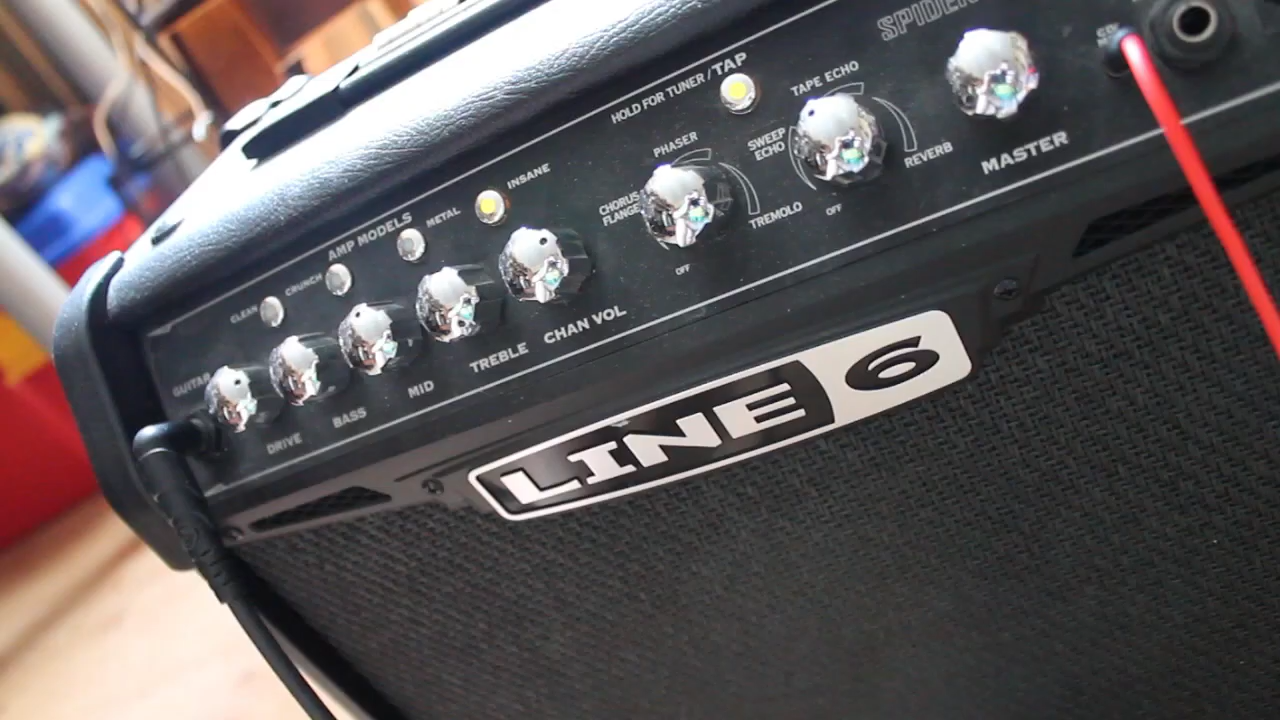 SPIDER
HOLD FOR TUNER / TAP
TAPE ECHO
SWEEP
ECHO
REVERB
OFF
MASTER
PHASER
CHORUS
FLANGE
TREMOLO
OFF
AMP MODELS
CLEAN
CRUNCH
METAL
INSANE
GUITAR
DRIVE
BASS
MID
TREBLE
CHAN VOL
LINE 6